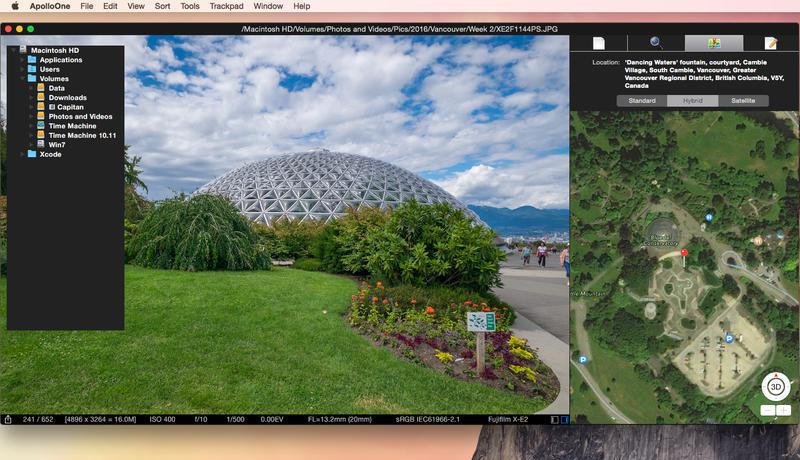 ApolloOne File Edit View Sort Tools Trackpad Window Help
/Macintosh HD/Volumes/Photos and Videos/Pics/2016/Vancouver/Week 2/XE2F1144PS.JPG
Macintosh HD
Applications
Users
Volumes
Data
Downloads
El Capitan
Photos and Videos
Time Machine
Time Machine 10.11
Win7
Xcode
Location: 'Dancing Waters' fountain, courtyard, Cambie
Village, South Cambie, Vancouver, Greater
Vancouver Regional District, British Columbia, V5Y,
Canada
Standard Hybrid Satellite
Conservatory
P
P
3D
241 / 652 [4896 x 3264 = 16.0M] ISO 400 f/10 1/500 0.00EV FL=13.2mm (20mm) sRGB IEC61966-2.1 Fujifilm X-E2